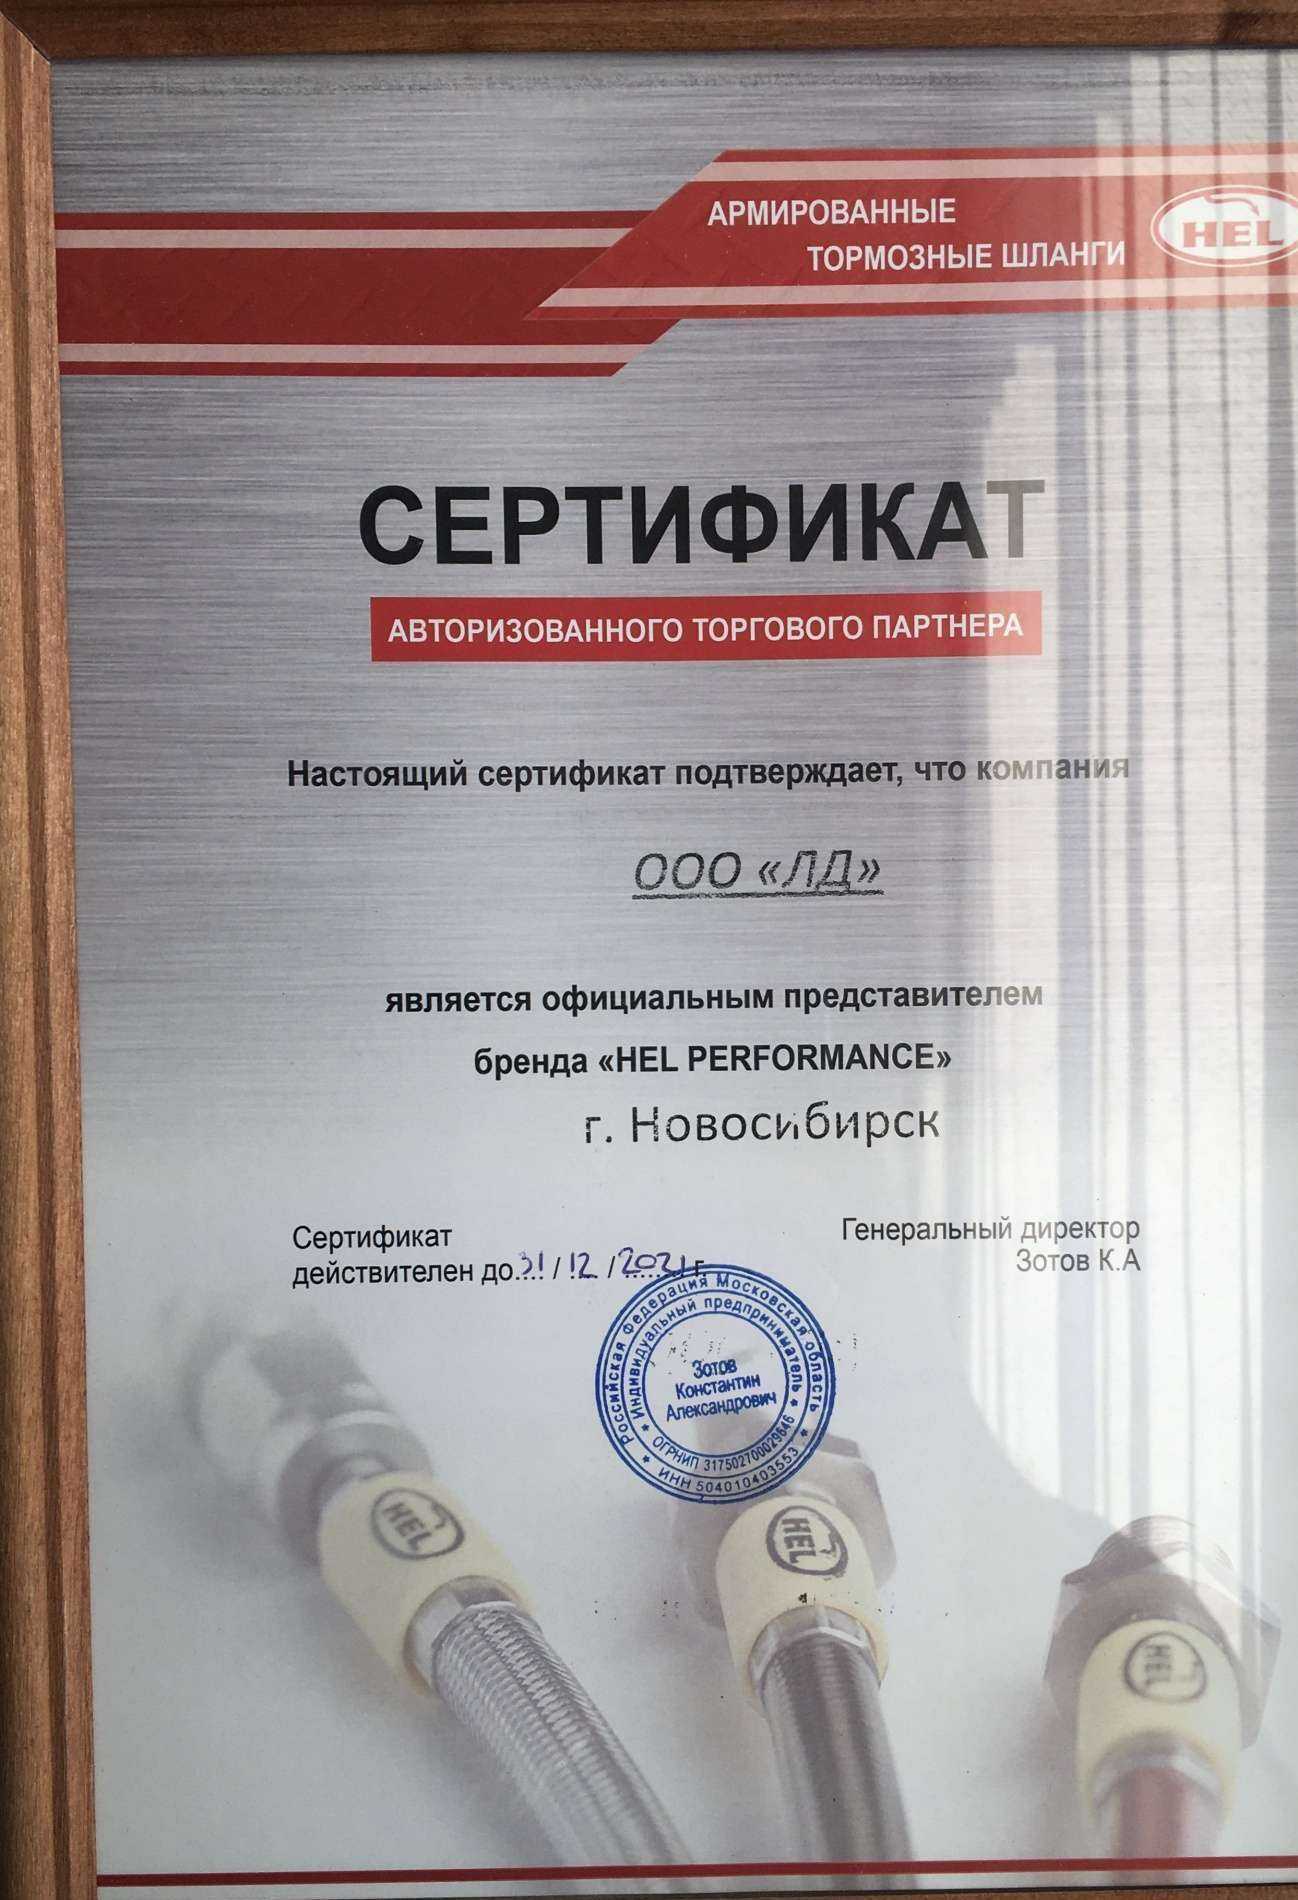 АРМИРОВАННЫЕ
ТОРМОЗНЫЕ ШЛАНГИ
HEL
СЕРТИФИКАТ
АВТОРИЗОВАННОГО ТОРГОВОГО ПАРТНЕРА
Настоящий сертификат подтверждает, что компания
ООО «ЛД»
является официальным представителем
бренда «HEL PERFORMANCE»
г. Новосибирск
Сертификат
действителен до 31 / 12 / 2021 г.
Генеральный директор
Зотов К.А
Российская Федерация Московская область
Индивидуальный предприниматель
Зотов
Константин
Александрович
ОГРНИП 317502700029646
ИНН 504010403553
HEL
HEL
HEL